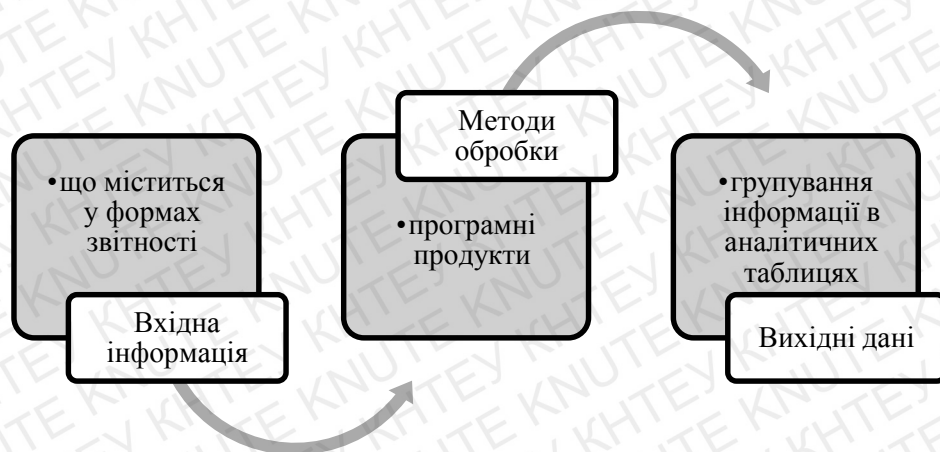 •що міститься
у формах
звітності
Вхідна
інформація
Методи
обробки
•програмні
продукти
•групування
інформації в
аналітичних
таблицях
Вихідні дані